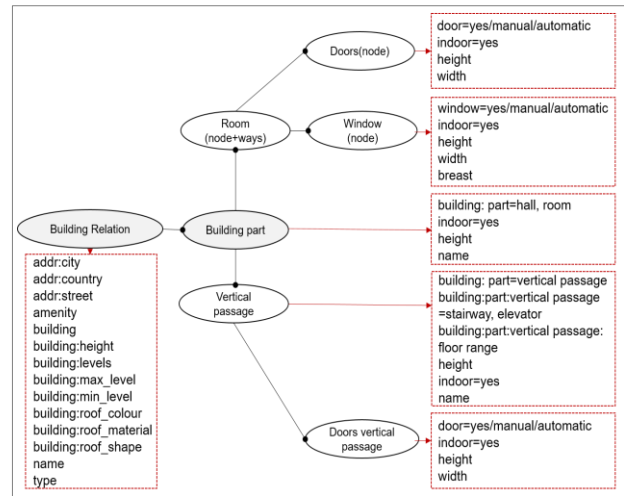 Doors(node)
door=yes/manual/automatic
indoor=yes
height
width
Room
(node+ways)
Window
(node)
window=yes/manual/automatic
indoor=yes
height
width
breast
Building Relation
Building part
building: part=hall, room
indoor=yes
height
name
addr:city
addr:country
addr:street
amenity
building
building:height
building:levels
building:max_level
building:min_level
building:roof_colour
building:roof_material
building:roof_shape
name
type
Vertical
passage
building: part=vertical passage
building:part:vertical passage
=stairway, elevator
building:part:vertical passage:
floor range
height
indoor=yes
name
Doors vertical
passage
door=yes/manual/automatic
indoor=yes
height
width